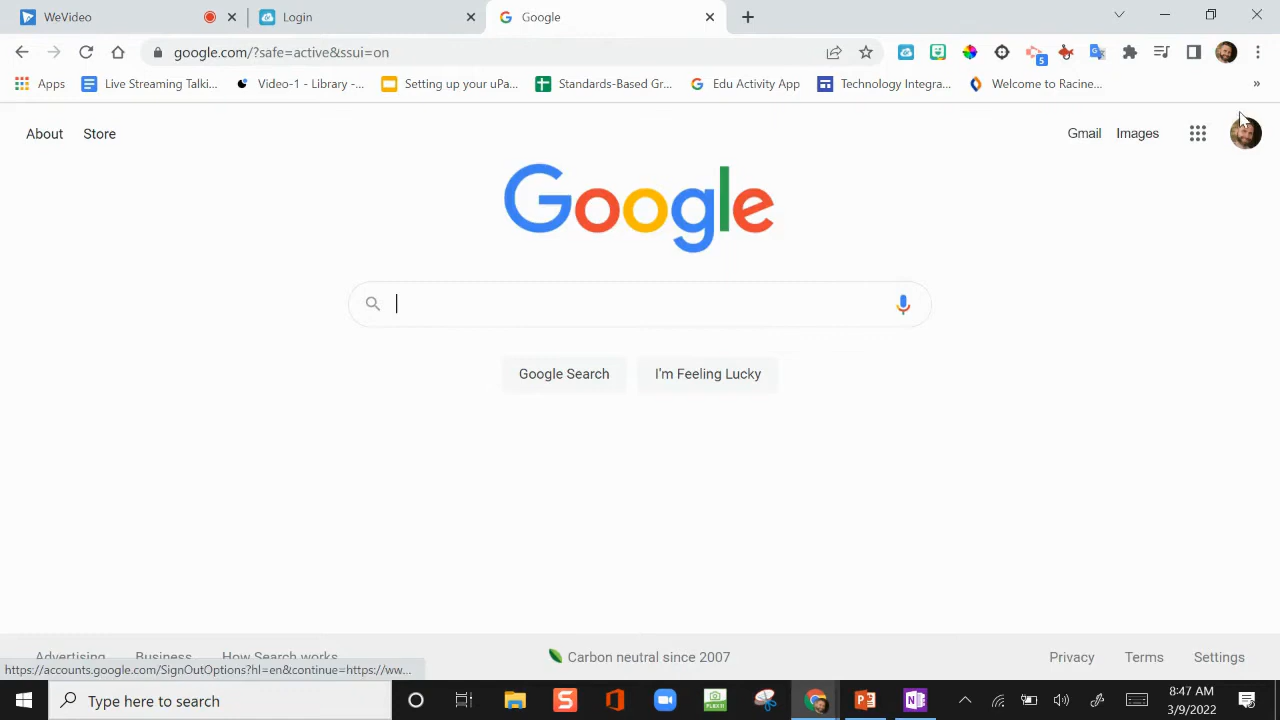 WeVideo
Login
Google
google.com/?safe=active&ssui=on
5
Apps
Live Streaming Talki...
Video-1 - Library -...
Setting up your uPa...
Standards-Based Gr...
Edu Activity App
Technology Integra...
Welcome to Racine...
»
About
Store
Gmail
Images
Google
Google Search
I'm Feeling Lucky
Advertising
Business
How Search works
Carbon neutral since 2007
Privacy
Terms
Settings
https://accounts.google.com/SignOutOptions?hl=en&continue=https://ww...
Type here to search
8:47 AM
3/9/2022